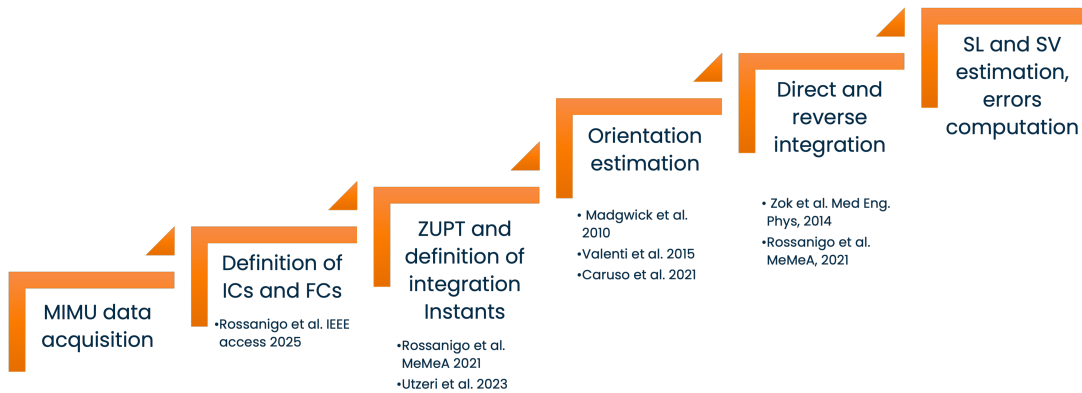 MIMU data
acquisition
Definition of
ICs and FCs
•Rossanigo et al. IEEE
access 2025
ZUPT and
definition of
integration
Instants
•Rossanigo et al.
MeMeA 2021
•Utzeri et al. 2023
Orientation
estimation
• Madgwick et al.
2010
•Valenti et al. 2015
•Caruso et al. 2021
Direct and
reverse
integration
• Zok et al. Med Eng.
Phys, 2014
•Rossanigo et al.
MeMeA, 2021
SL and SV
estimation,
errors
computation